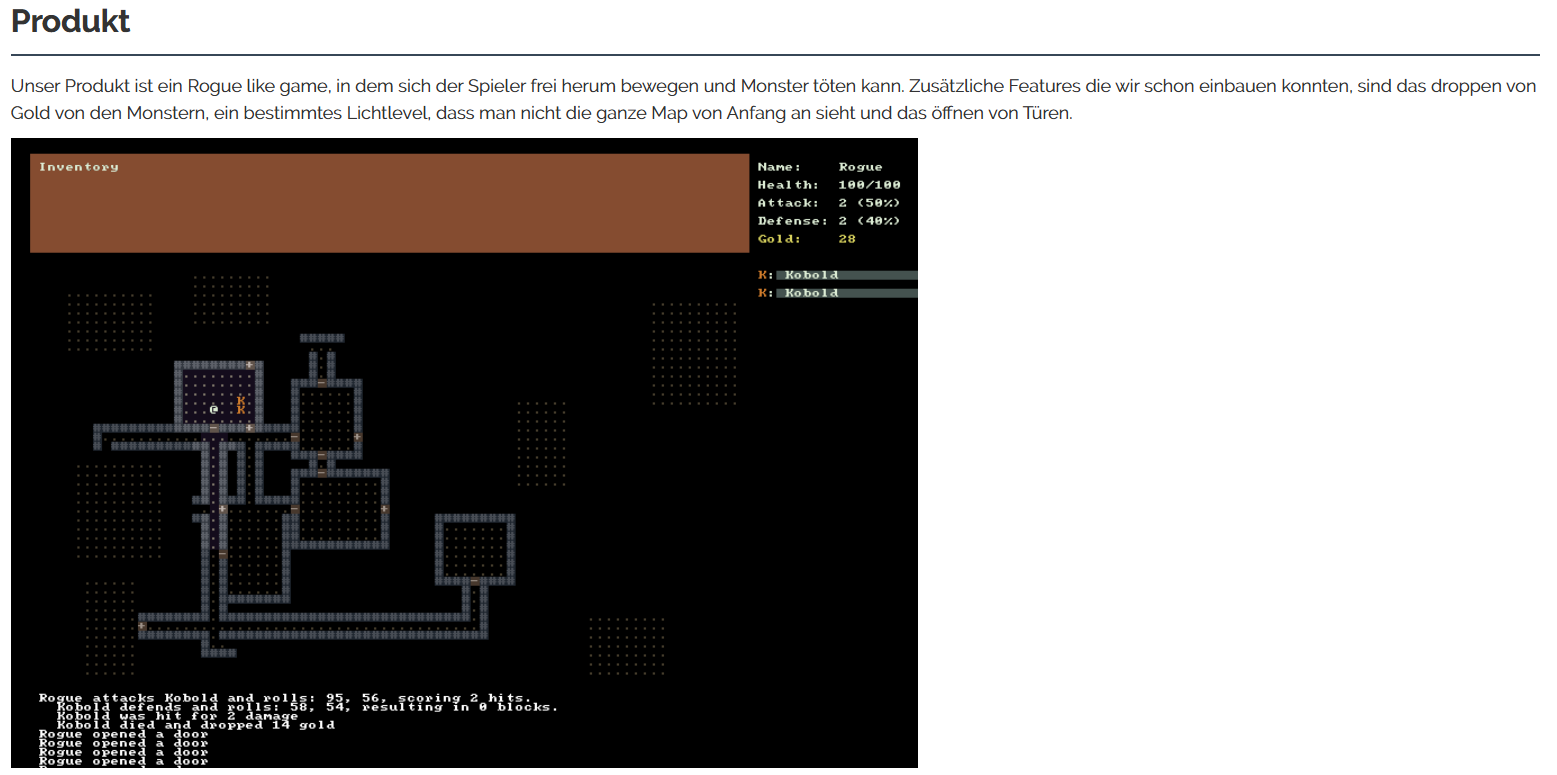 Produkt
Unser Produkt ist ein Rogue like game, in dem sich der Spieler frei herum bewegen und Monster töten kann. Zusätzliche Features die wir schon einbauen konnten, sind das droppen von
Gold von den Monstern, ein bestimmtes Lichtlevel, dass man nicht die ganze Map von Anfang an sieht und das öffnen von Türen.
Inventory
Name: Rogue
Health: 100/100
Attack: 2 (50%)
Defense: 2 (40%)
Gold: 28
K: Kobold
K: Kobold
K
K
Rogue attacks Kobold and rolls: 95, 56, scoring 2 hits.
Kobold defends and rolls: 58, 54, resulting in 0 blocks.
Kobold was hit for 2 damage
Kobold died and dropped 14 gold
Rogue opened a door
Rogue opened a door
Rogue opened a door
Rogue opened a door